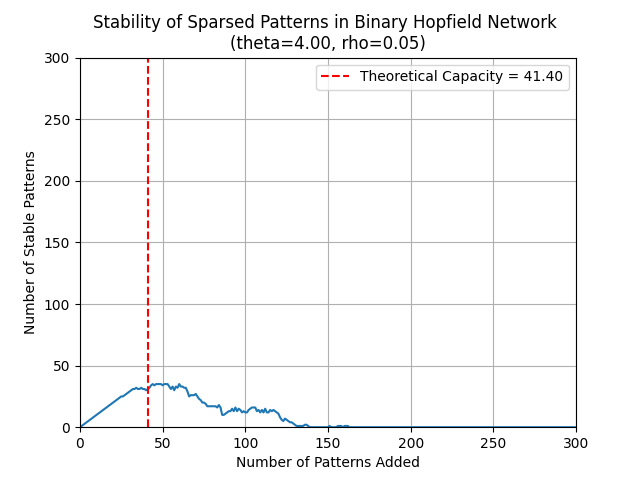 Stability of Sparsed Patterns in Binary Hopfield Network
(theta=4.00, rho=0.05)
Theoretical Capacity = 41.40
Number of Stable Patterns
300
250
200
150
100
50
0
0 50 100 150 200 250 300
Number of Patterns Added